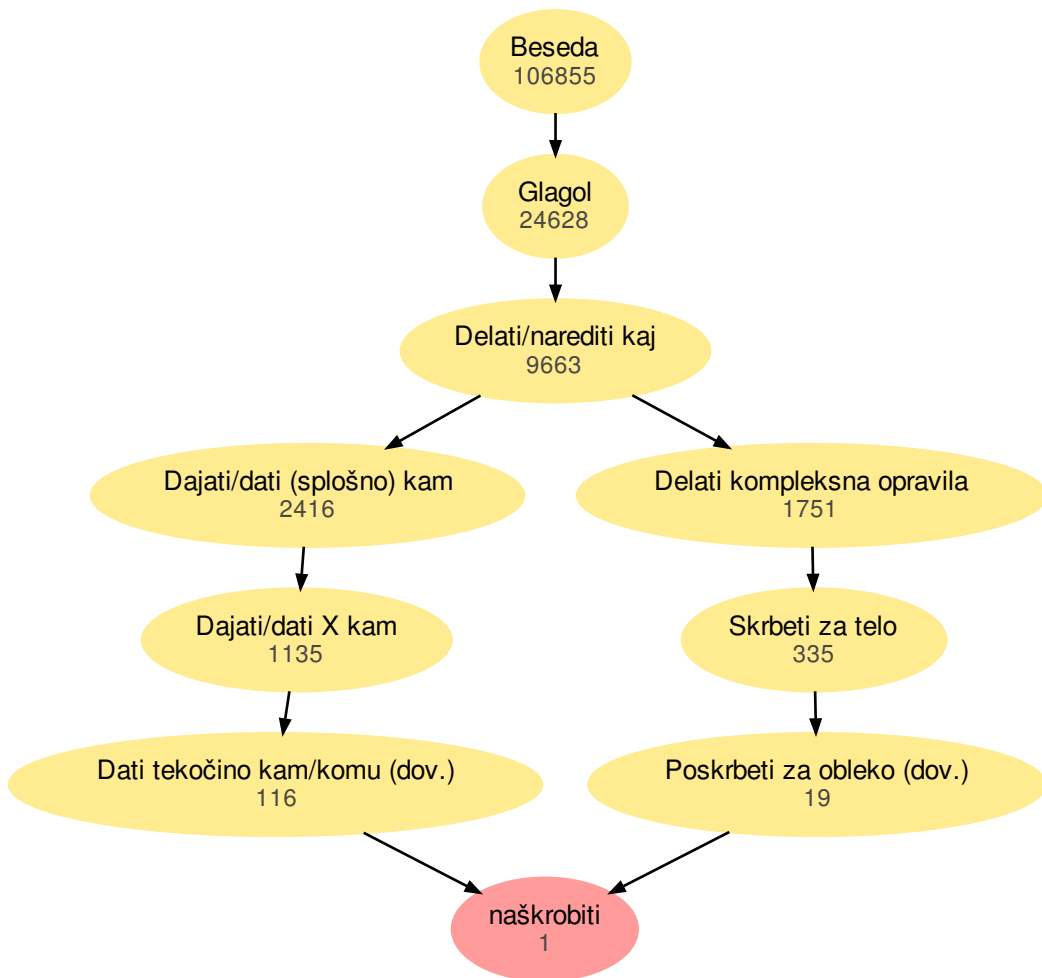 Beseda
106855
Glagol
24628
Delati/narediti kaj
9663
Dajati/dati (splošno) kam
2416
Delati kompleksna opravila
1751
Dajati/dati X kam
1135
Skrbeti za telo
335
Dati tekočino kam/komu (dov.)
116
Poskrbeti za obleko (dov.)
19
naškrobiti
1